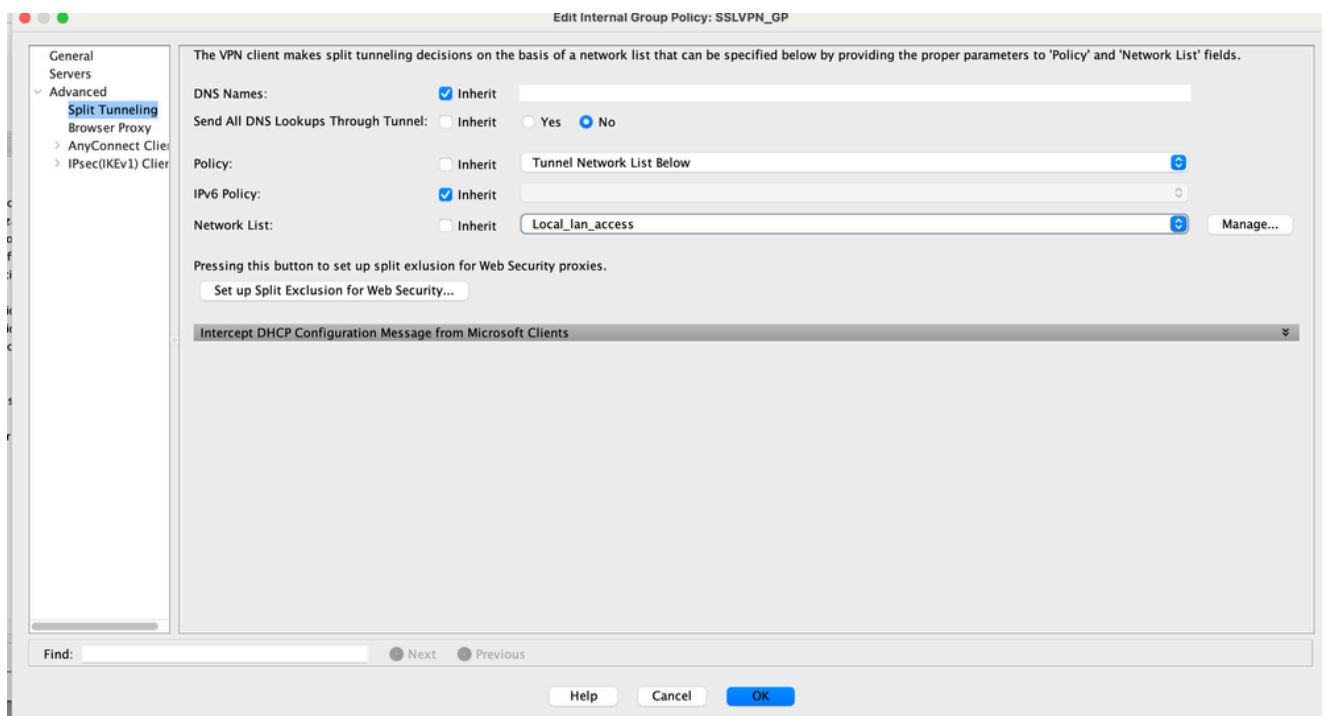 Edit Internal Group Policy: SSLVPN_GP
General
Servers
Advanced
Split Tunneling
Browser Proxy
AnyConnect Clie
IPsec(IKEv1) Clier
The VPN client makes split tunneling decisions on the basis of a network list that can be specified below by providing the proper parameters to 'Policy' and 'Network List' fields.
DNS Names: Inherit
Send All DNS Lookups Through Tunnel: Inherit Yes No
Policy: Inherit Tunnel Network List Below
IPv6 Policy: Inherit
Network List: Inherit Local_lan_access Manage...
Pressing this button to set up split exlusion for Web Security proxies.
Set up Split Exclusion for Web Security...
Intercept DHCP Configuration Message from Microsoft Clients
Find: Next Previous
Help Cancel OK